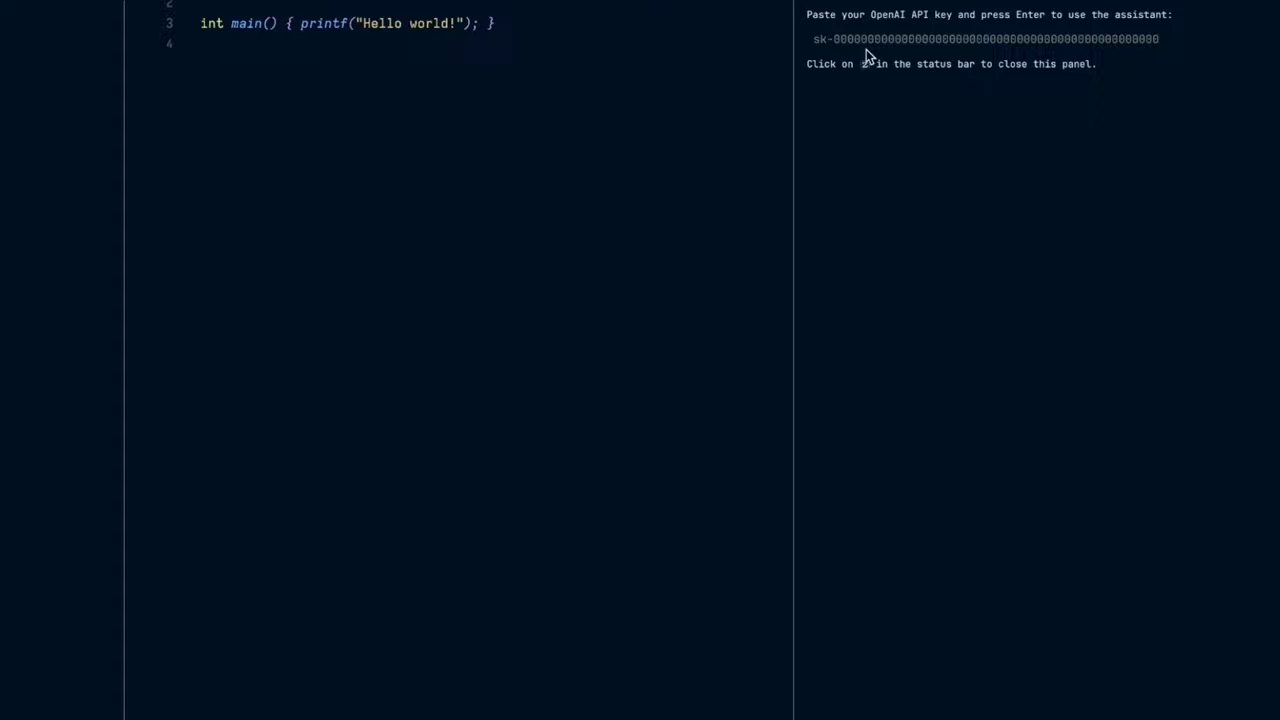 2
3 int main() { printf("Hello world!"); }
4
Paste your OpenAI API key and press Enter to use the assistant:
sk-000000000000000000000000000000000000000000000000
Click on in the status bar to close this panel.